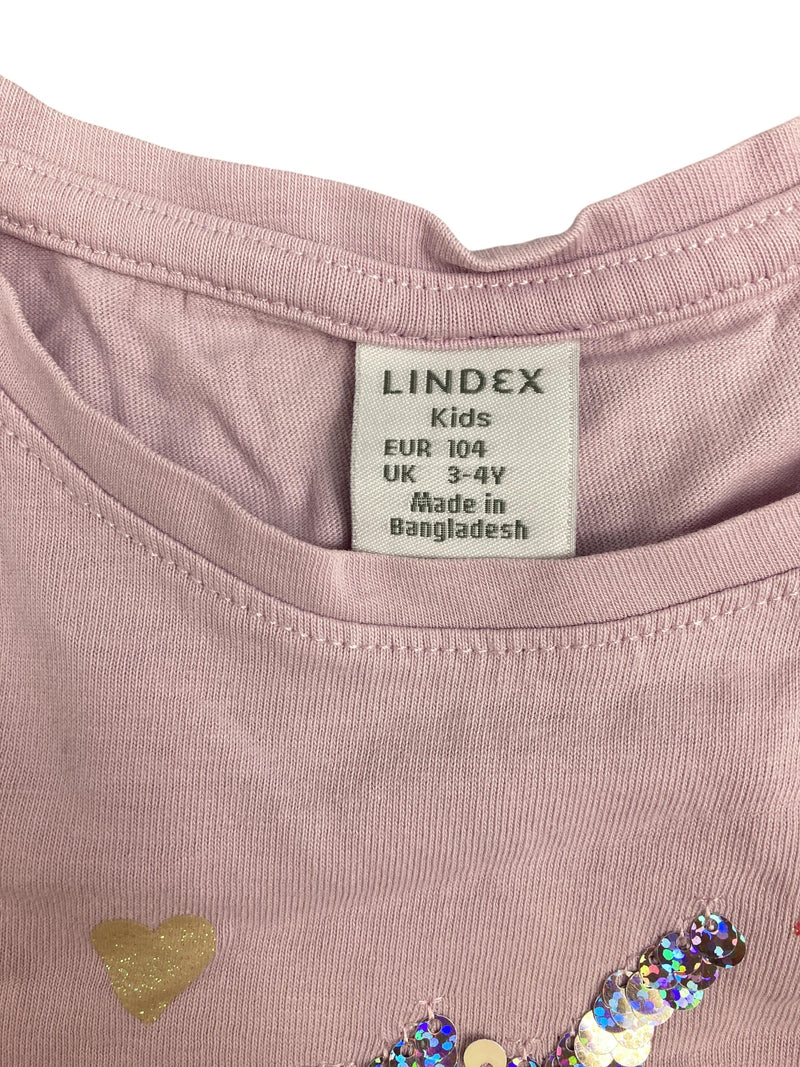 LINDEX
Kids
EUR 104
UK 3-4Y
Made in
Bangladesh